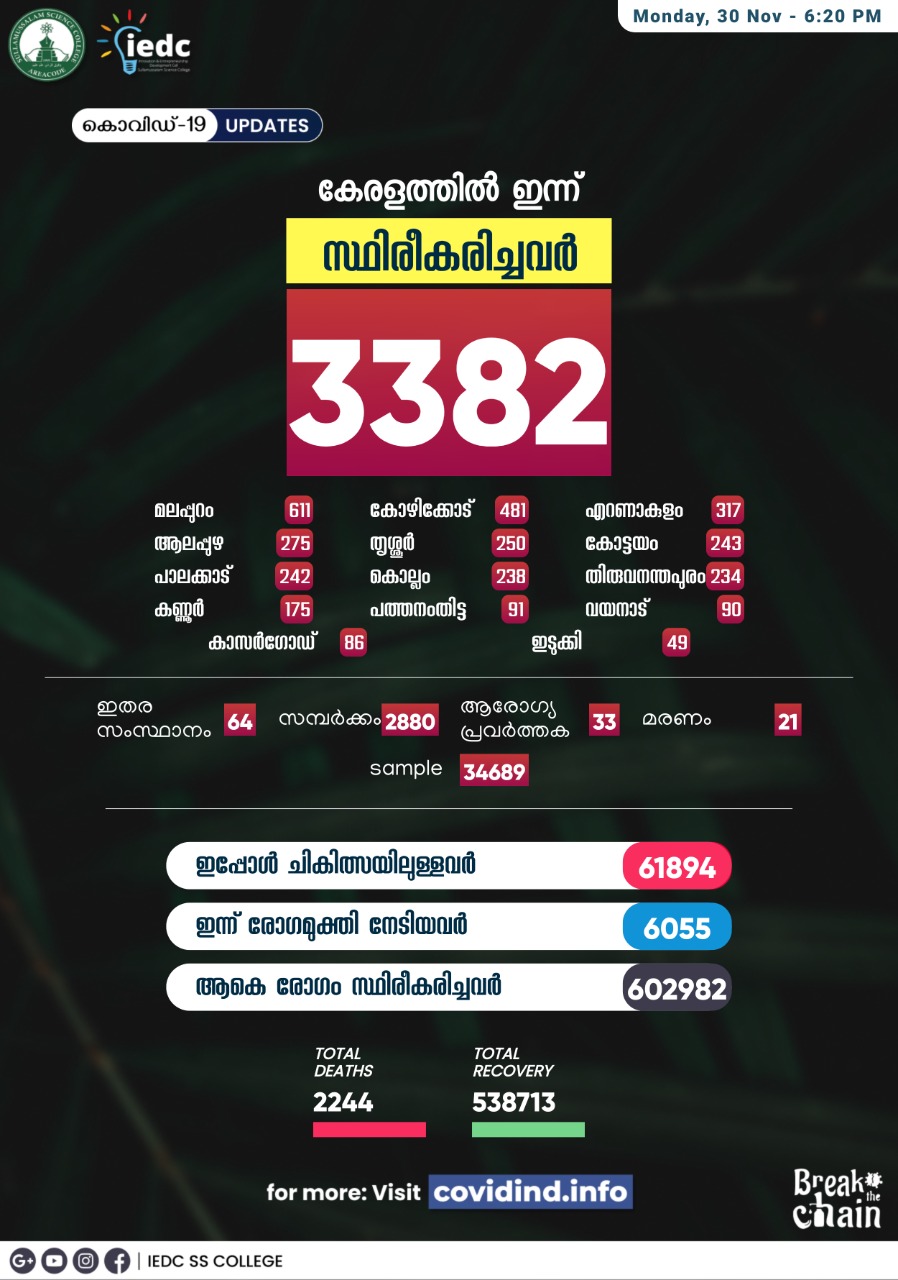 Monday, 30 Nov - 6:20 PM
SULLAMUSSALAM SCIENCE COLLEGE
AREACODE
iedc
കൊവിഡ്-19 UPDATES
കേരളത്തിൽ ഇന്ന്
സ്ഥിരീകരിച്ചവർ
3382
മലപ്പുറം 611 കോഴിക്കോട് 481 എറണാകുളം 317
ആലപ്പുഴ 275 തൃശ്ശൂർ 250 കോട്ടയം 243
പാലക്കാട് 242 കൊല്ലം 238 തിരുവനന്തപുരം 234
കണ്ണൂർ 175 പത്തനംതിട്ട 91 വയനാട് 90
കാസർഗോഡ് 86 ഇടുക്കി 49
ഇതര
സംസ്ഥാനം 64 സമ്പർക്കം 2880
ആരോഗ്യ
പ്രവർത്തക 33 മരണം 21
sample 34689
ഇപ്പോൾ ചികിത്സയിലുള്ളവർ 61894
ഇന്ന് രോഗമുക്തി നേടിയവർ 6055
ആകെ രോഗം സ്ഥിരീകരിച്ചവർ 602982
TOTAL
DEATHS
2244
TOTAL
RECOVERY
538713
for more: Visit covidind.info
Break
the
chain
IEDC SS COLLEGE